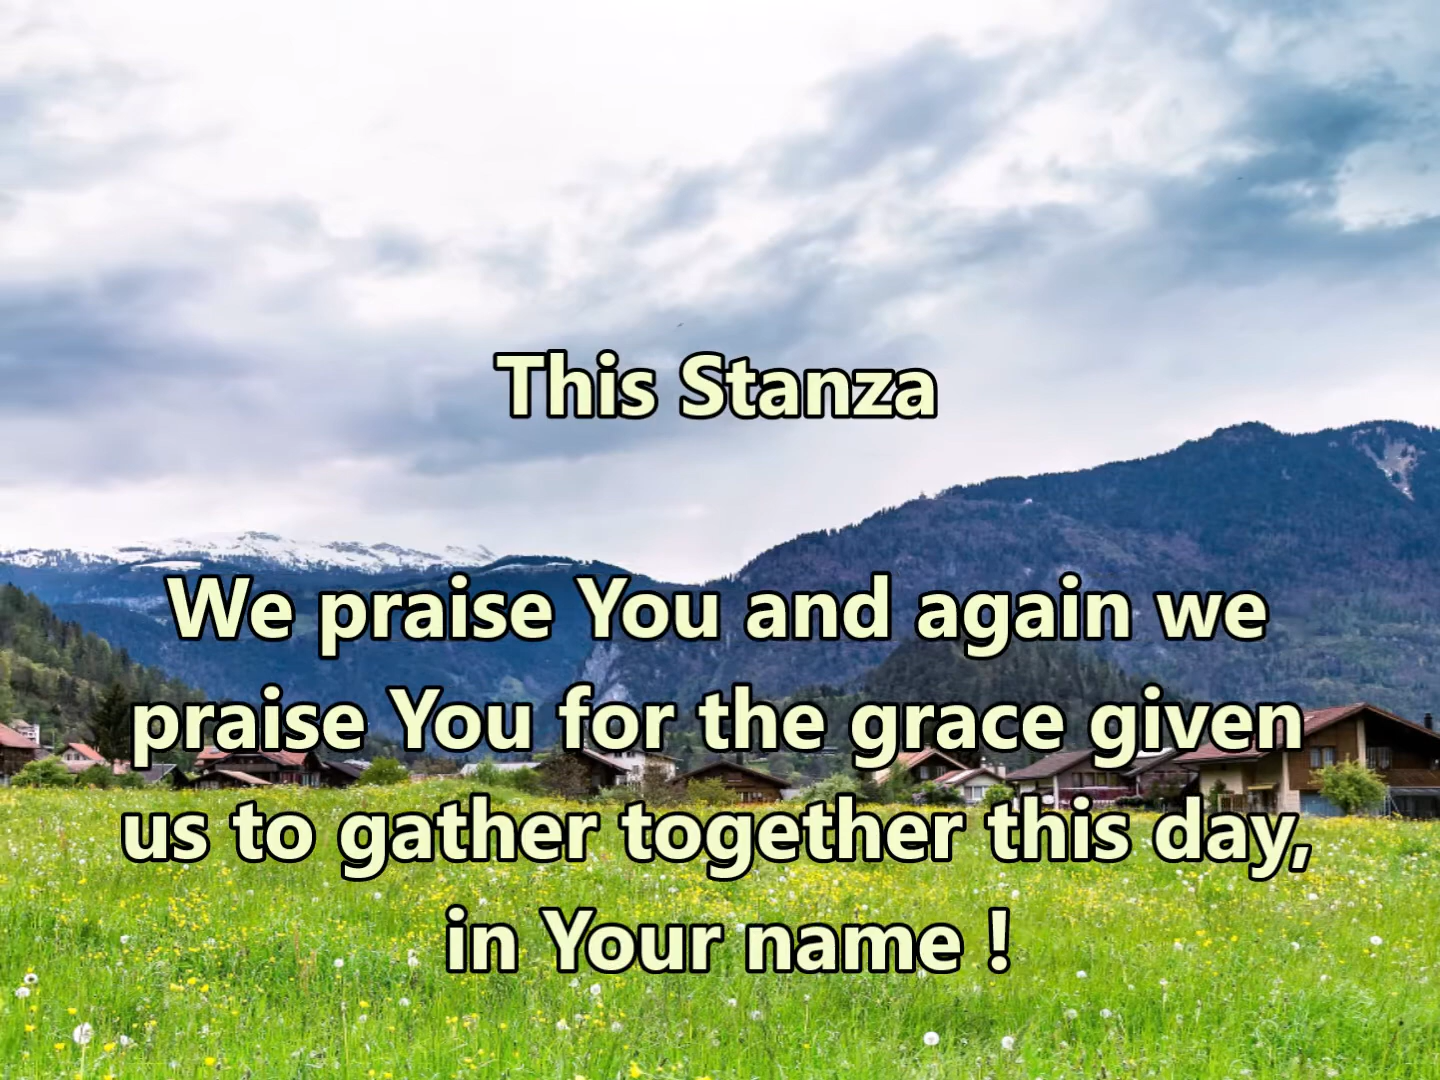 This Stanza
We praise You and again we
praise You for the grace given
us to gather together this day,
in Your name !